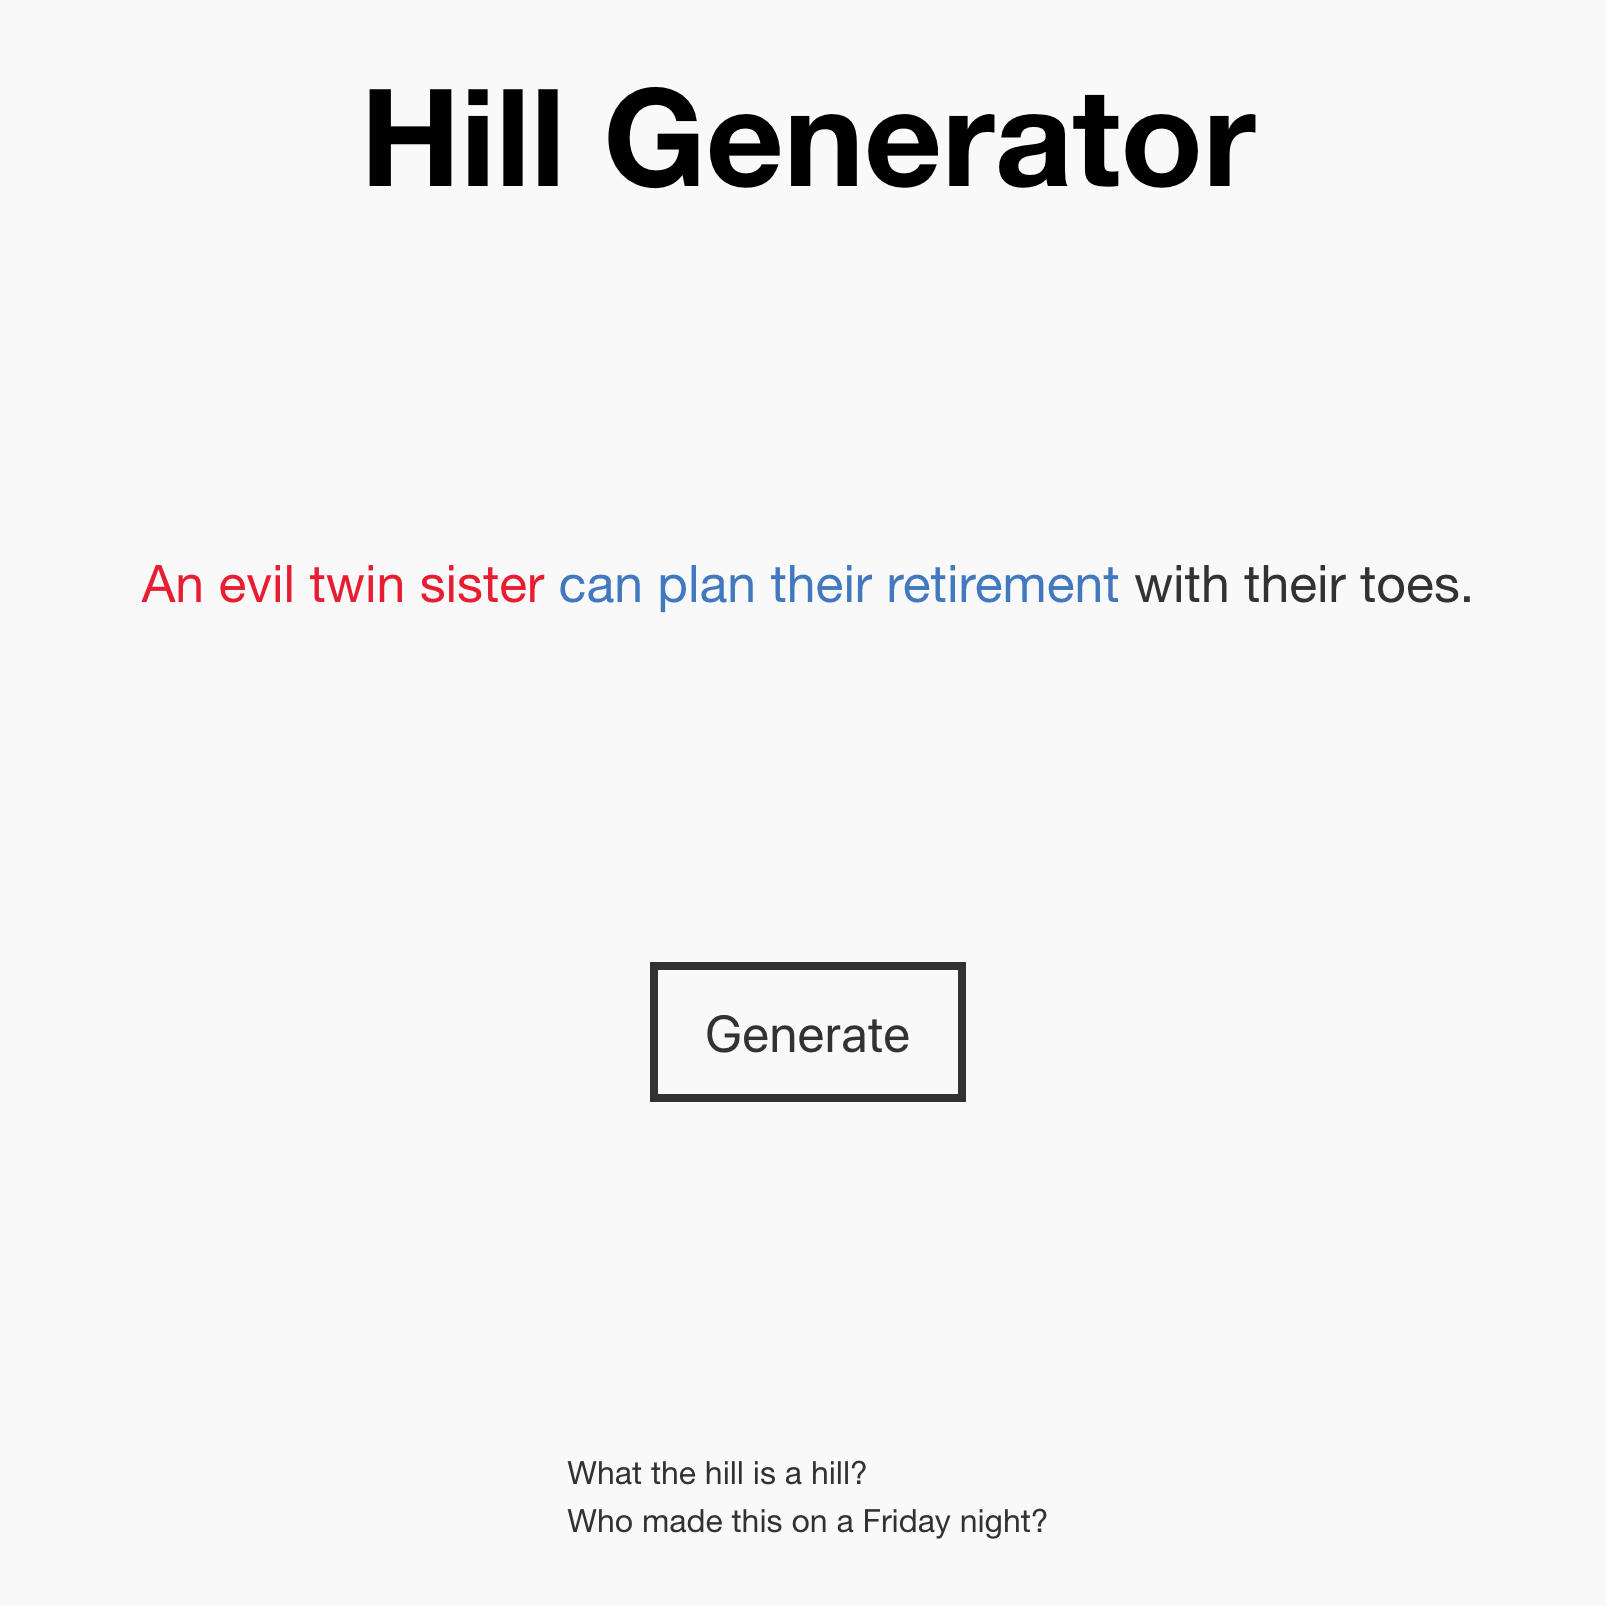 Hill Generator
An evil twin sister can plan their retirement with their toes.
Generate
What the hill is a hill?
Who made this on a Friday night?